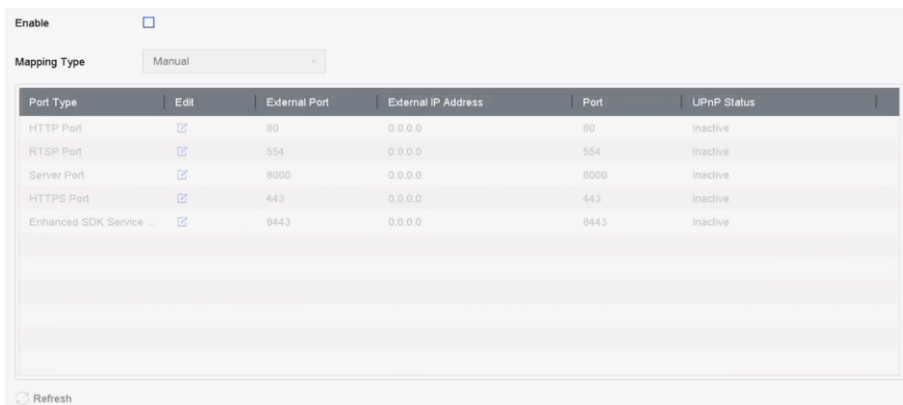 Enable
Mapping Type Manual
Port Type Edit External Port External IP Address Port UPnP Status
HTTP Port 80 0.0.0.0 80 Inactive
RTSP Port 554 0.0.0.0 554 Inactive
Server Port 8000 0.0.0.0 8000 Inactive
HTTPS Port 443 0.0.0.0 443 Inactive
Enhanced SDK Service ... 8443 0.0.0.0 8443 Inactive
Refresh